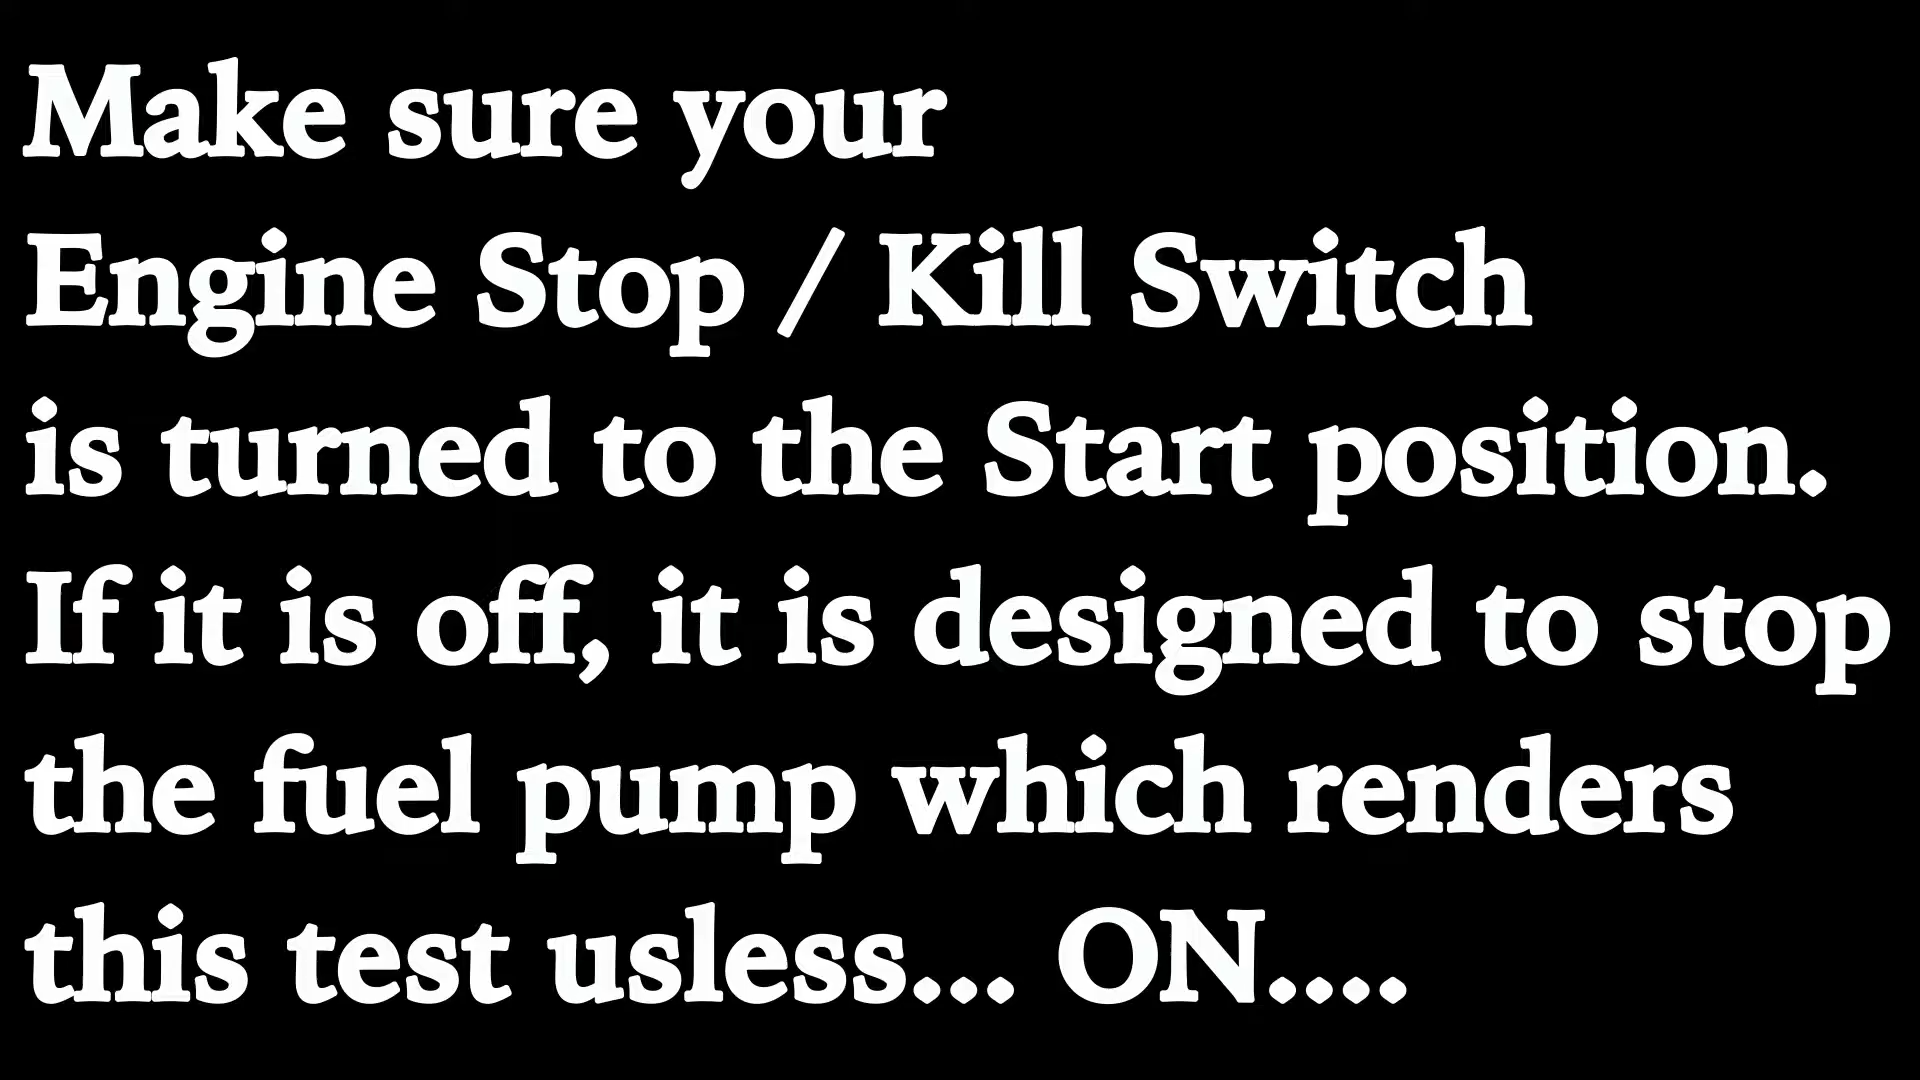 Make sure your
Engine Stop / Kill Switch
is turned to the Start position.
If it is off, it is designed to stop
the fuel pump which renders
this test usless... ON....